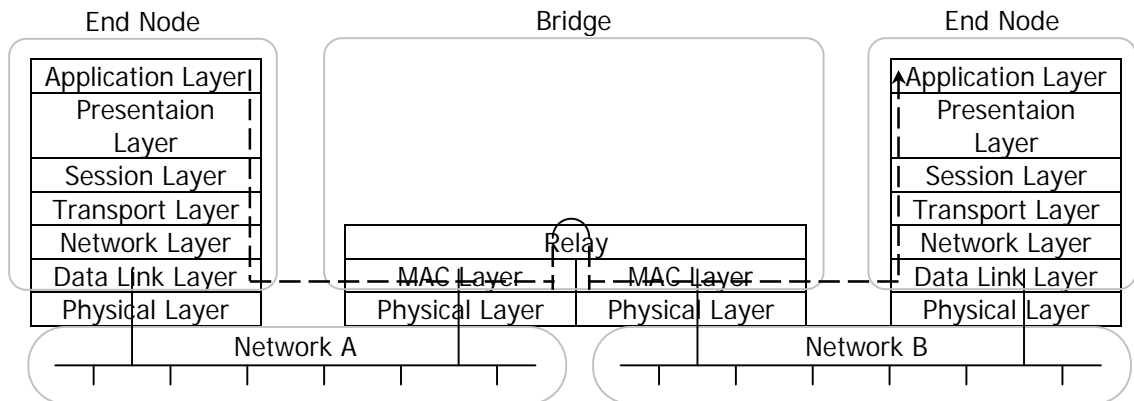 End Node
Bridge
End Node
Application Layer
Presentaion
Layer
Session Layer
Transport Layer
Network Layer
Data Link Layer
Physical Layer
Relay
MAC Layer
MAC Layer
Physical Layer
Physical Layer
Application Layer
Presentaion
Layer
Session Layer
Transport Layer
Network Layer
Data Link Layer
Physical Layer
Network A
Network B